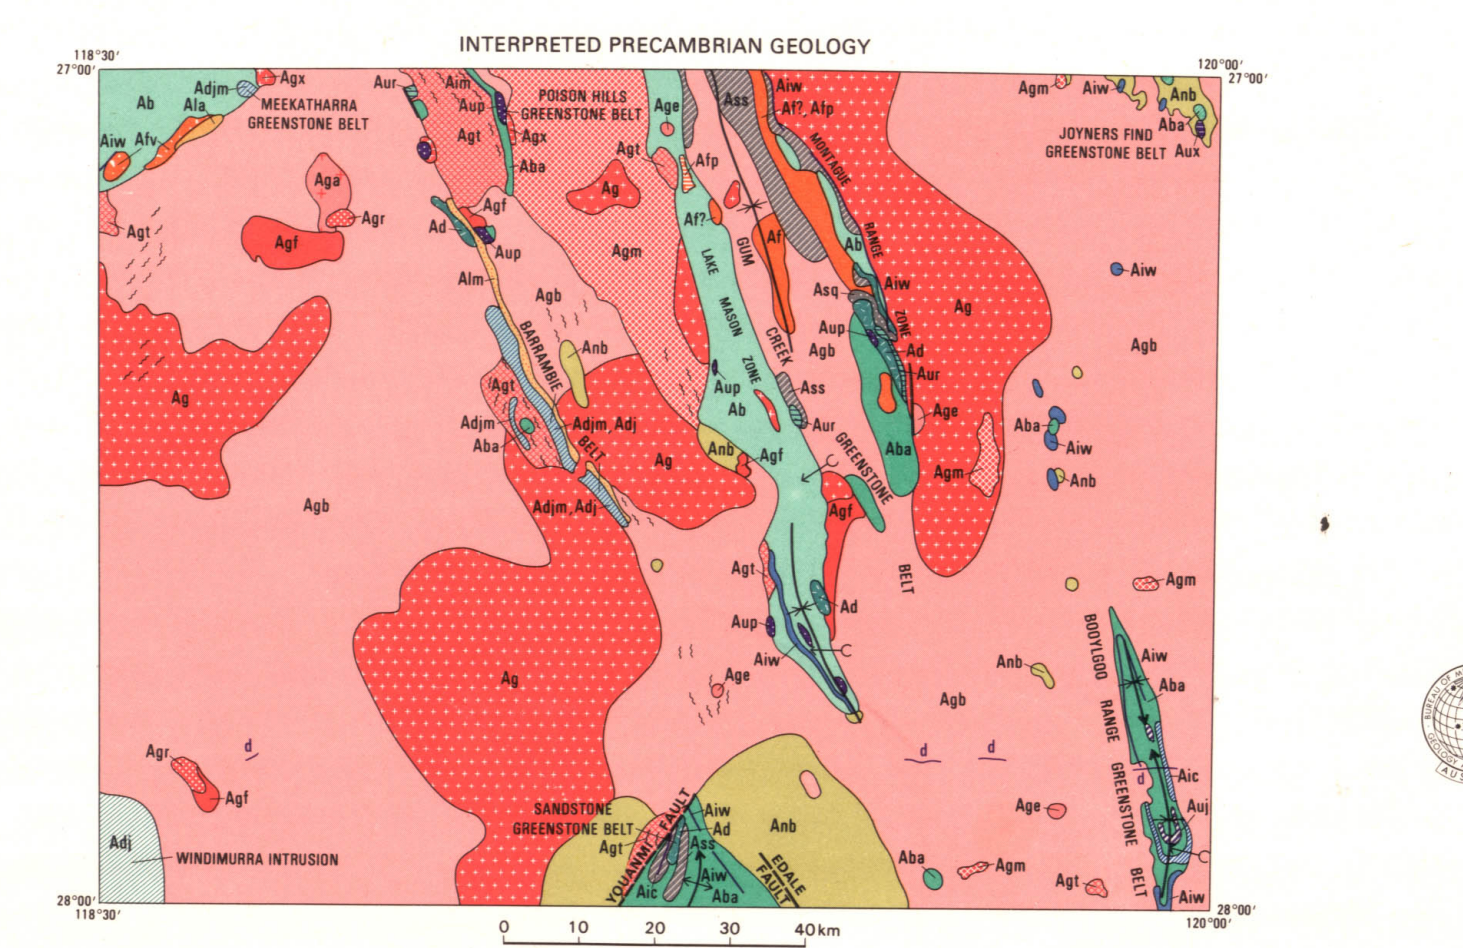 INTERPRETED PRECAMBRIAN GEOLOGY
118°30'
120°00'
27°00'
27°00'
Adjm
Agx
Ab
Ala
MEEKATHARRA
GREENSTONE BELT
Aiw
Afv
Aur
Aim
Aup
POISON HILLS
GREENSTONE BELT
Agt
Agx
Aba
Age
Agt
Afp
Ass
Aiw
Af?, Afp
MONTAGUE
RANGE
ZONE
Agm
Aiw
Anb
Aba
JOYNERS FIND
GREENSTONE BELT
Aux
Aga
Agr
Agt
Agf
Ag
Agf
Ad
Aup
Alm
Agb
Agm
Af?
LAKE
MASON
ZONE
GUM
CREEK
GREENSTONE
BELT
Af
Ab
Aiw
Asq
Aup
Agb
Ad
Aur
Ag
Aiw
Agb
Anb
BARRAMBIE
BELT
Agt
Adjm
Aba
Adjm, Adj
Ag
Ag
Aup
Ab
Ass
Aur
Age
Aba
Agm
Aba
Aiw
Anb
Anb
Agf
C
Agb
Adjm, Adj
Agf
Agt
Agm
Ad
Aup
Aiw
C
Age
Ag
Anb
Agb
BOOYLGOO
RANGE
GREENSTONE
BELT
Aiw
Aba
d
d
d
d
Aic
Auj
C
Agr
Agf
Adj
WINDIMURRA INTRUSION
SANDSTONE
GREENSTONE BELT
Agt
YOUANMI FAULT
Aiw
Ad
Ass
Anb
Aiw
Aic
Aba
EDALE
FAULT
Age
Aba
Agm
Agt
Aiw
28°00'
118°30'
28°00'
120°00'
0 10 20 30 40 km
BUREAU OF M
GEOLOGY
AUS